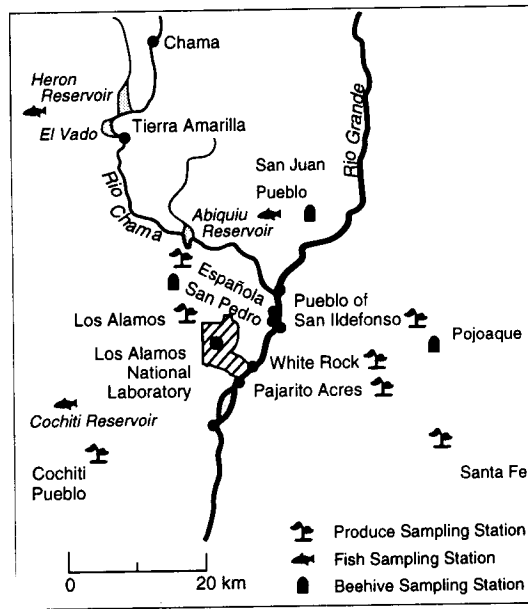 Chama
Heron
Reservoir
El Vado
Tierra Amarilla
Rio Grande
San Juan
Pueblo
Rio Chama
Abiquiu
Reservoir
Española
San Pedro
Pueblo of
San Ildefonso
Los Alamos
Pojoaque
Los Alamos
National
Laboratory
White Rock
Pajarito Acres
Cochiti Reservoir
Cochiti
Pueblo
Santa Fe
Produce Sampling Station
Fish Sampling Station
Beehive Sampling Station
0 20 km